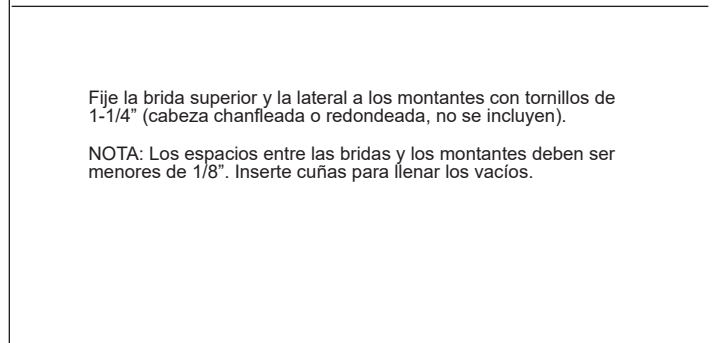 Fije la brida superior y la lateral a los montantes con tornillos de
1-1/4” (cabeza chanfleada o redondeada, no se incluyen).
NOTA: Los espacios entre las bridas y los montantes deben ser
menores de 1/8”. Inserte cuñas para llenar los vacíos.